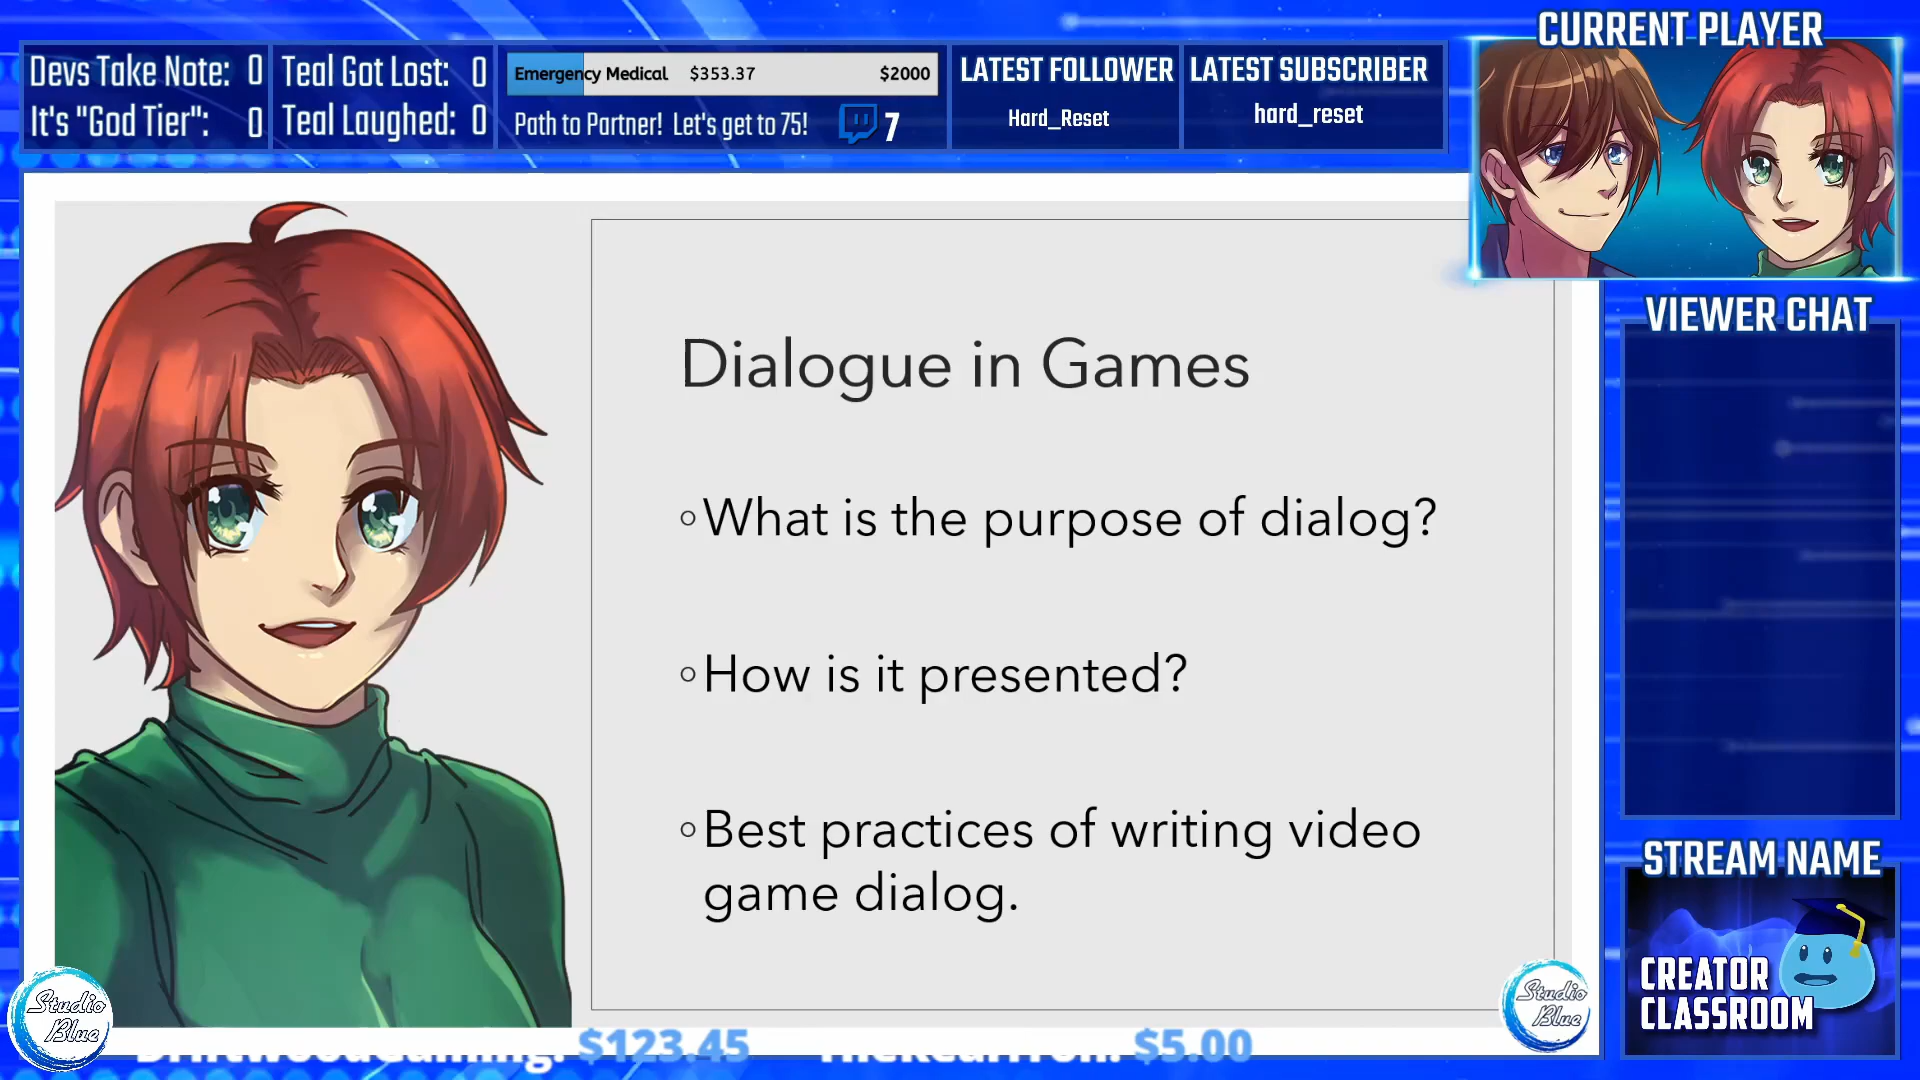 CURRENT PLAYER
Devs Take Note: 0
It's "God Tier": 0
Teal Got Lost: 0
Teal Laughed: 0
Emergency Medical $353.37 $2000
Path to Partner! Let's get to 75! 7
LATEST FOLLOWER
Hard_Reset
LATEST SUBSCRIBER
hard_reset
Dialogue in Games
What is the purpose of dialog?
How is it presented?
Best practices of writing video
game dialog.
VIEWER CHAT
STREAM NAME
CREATOR
CLASSROOM
Studio
Blue
Studio
Blue
$123.45 $5.00